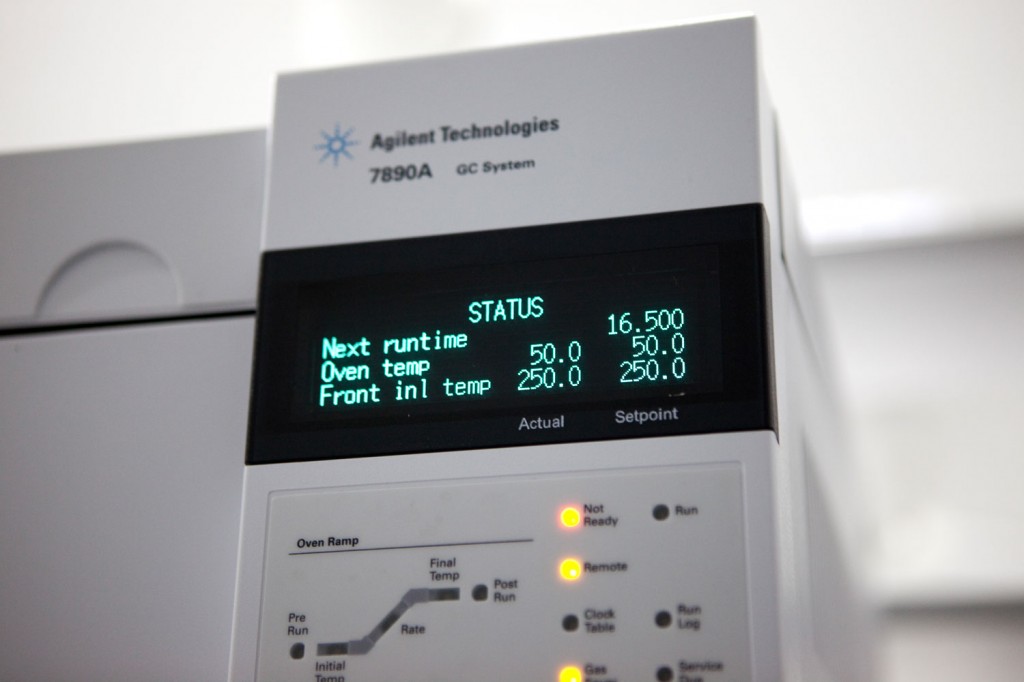 Agilent Technologies
7890A GC System
STATUS
Next runtime 16.500
Oven temp 50.0 50.0
Front inl temp 250.0 250.0
Actual Setpoint
Not
Ready
Run
Remote
Oven Ramp
Final
Temp
Post
Run
Pre
Run
Rate
Initial
Temp
Clock
Table
Run
Log
Gas
Service